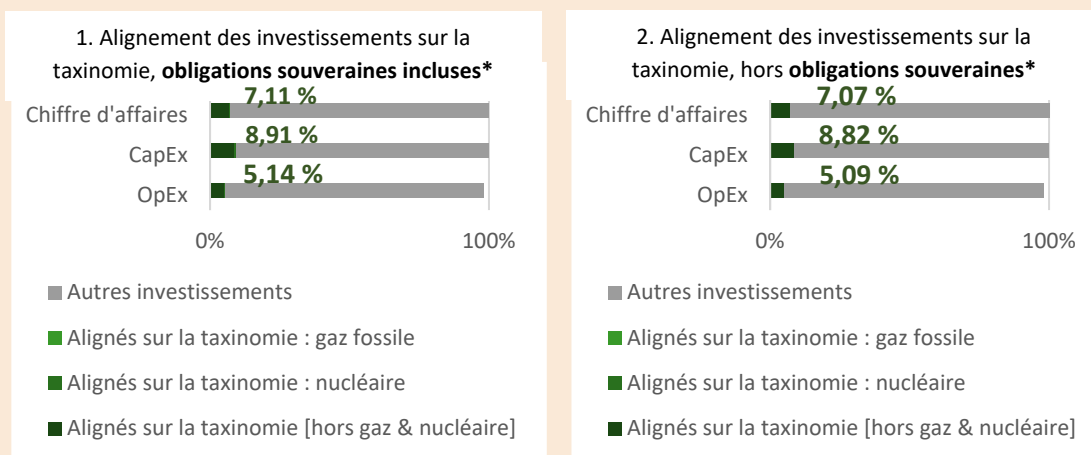 1. Alignement des investissements sur la
taxinomie, obligations souveraines incluses*
7,11 %
Chiffre d'affaires
8,91 %
CapEx
5,14 %
OpEx
0%
100%
Autres investissements
Alignés sur la taxinomie : gaz fossile
Alignés sur la taxinomie : nucléaire
Alignés sur la taxinomie [hors gaz & nucléaire]
2. Alignement des investissements sur la
taxinomie, hors obligations souveraines*
7,07 %
Chiffre d'affaires
8,82 %
CapEx
5,09 %
OpEx
0%
100%
Autres investissements
Alignés sur la taxinomie : gaz fossile
Alignés sur la taxinomie : nucléaire
Alignés sur la taxinomie [hors gaz & nucléaire]